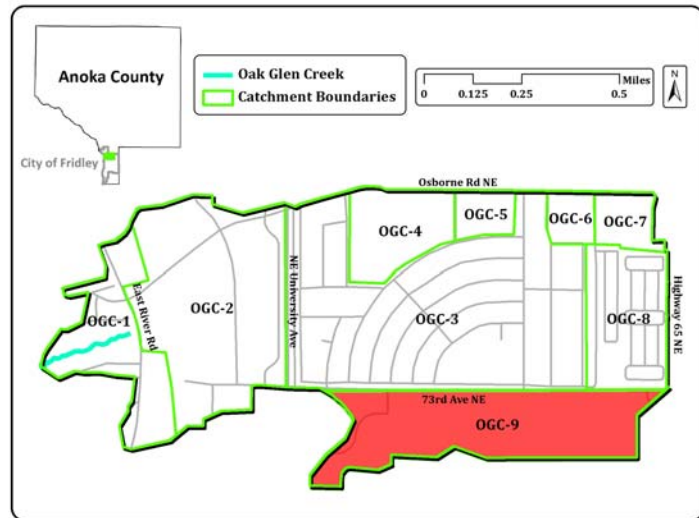 Anoka County
City of Fridley
Oak Glen Creek
Catchment Boundaries
Miles
0 0.125 0.25 0.5
N
Osborne Rd NE
OGC-4
OGC-5
OGC-6
OGC-7
NE University Ave
East River Rd
OGC-1
OGC-2
OGC-3
OGC-8
Highway 65 NE
73rd Ave NE
OGC-9